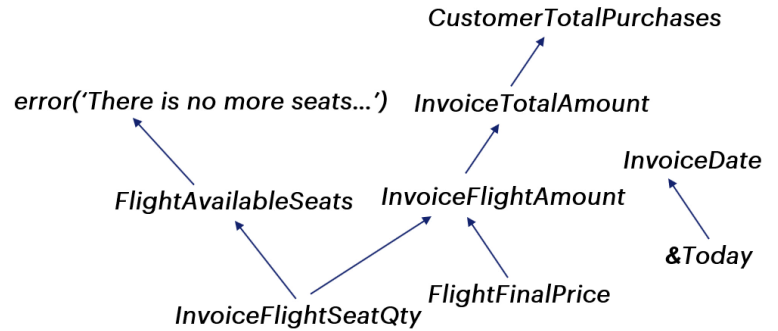 CustomerTotalPurchases
error(‘There is no more seats...’)
InvoiceTotalAmount
InvoiceDate
FlightAvailableSeats
InvoiceFlightAmount
&Today
FlightFinalPrice
InvoiceFlightSeatQty